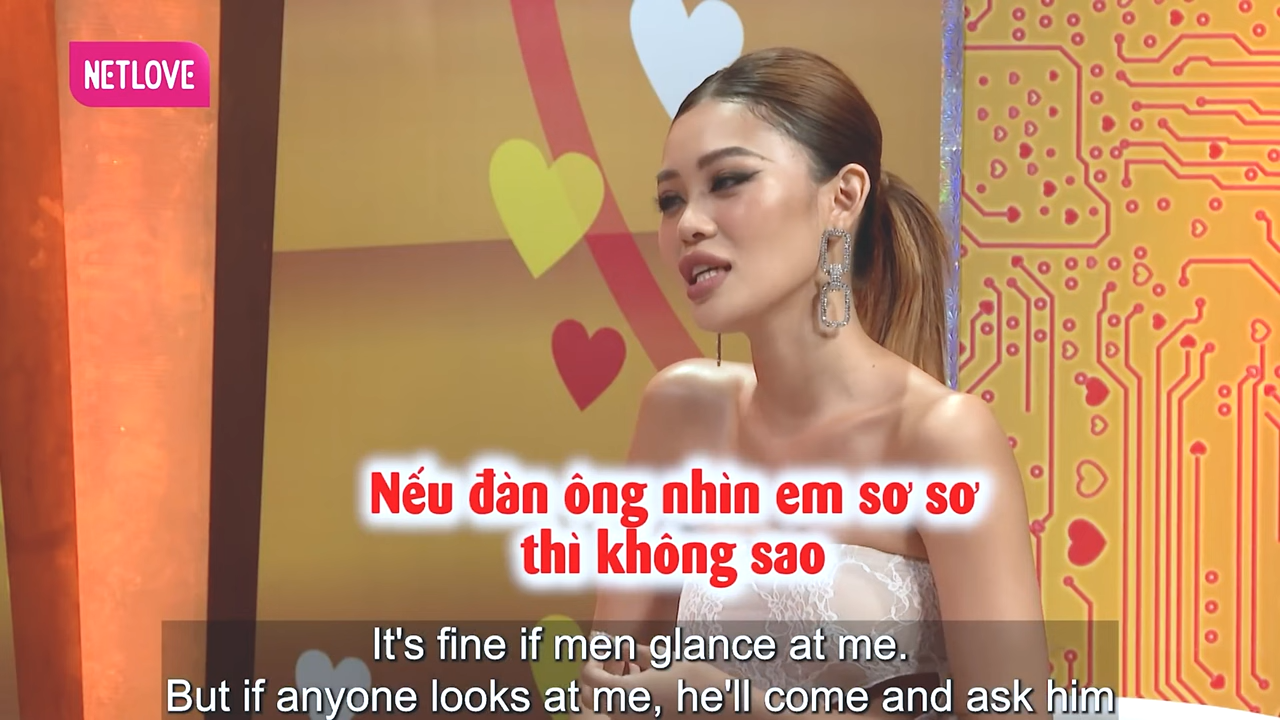 NETLOVE
Nếu đàn ông nhìn em sơ sơ
thì không sao
It's fine if men glance at me.
But if anyone looks at me, he'll come and ask him